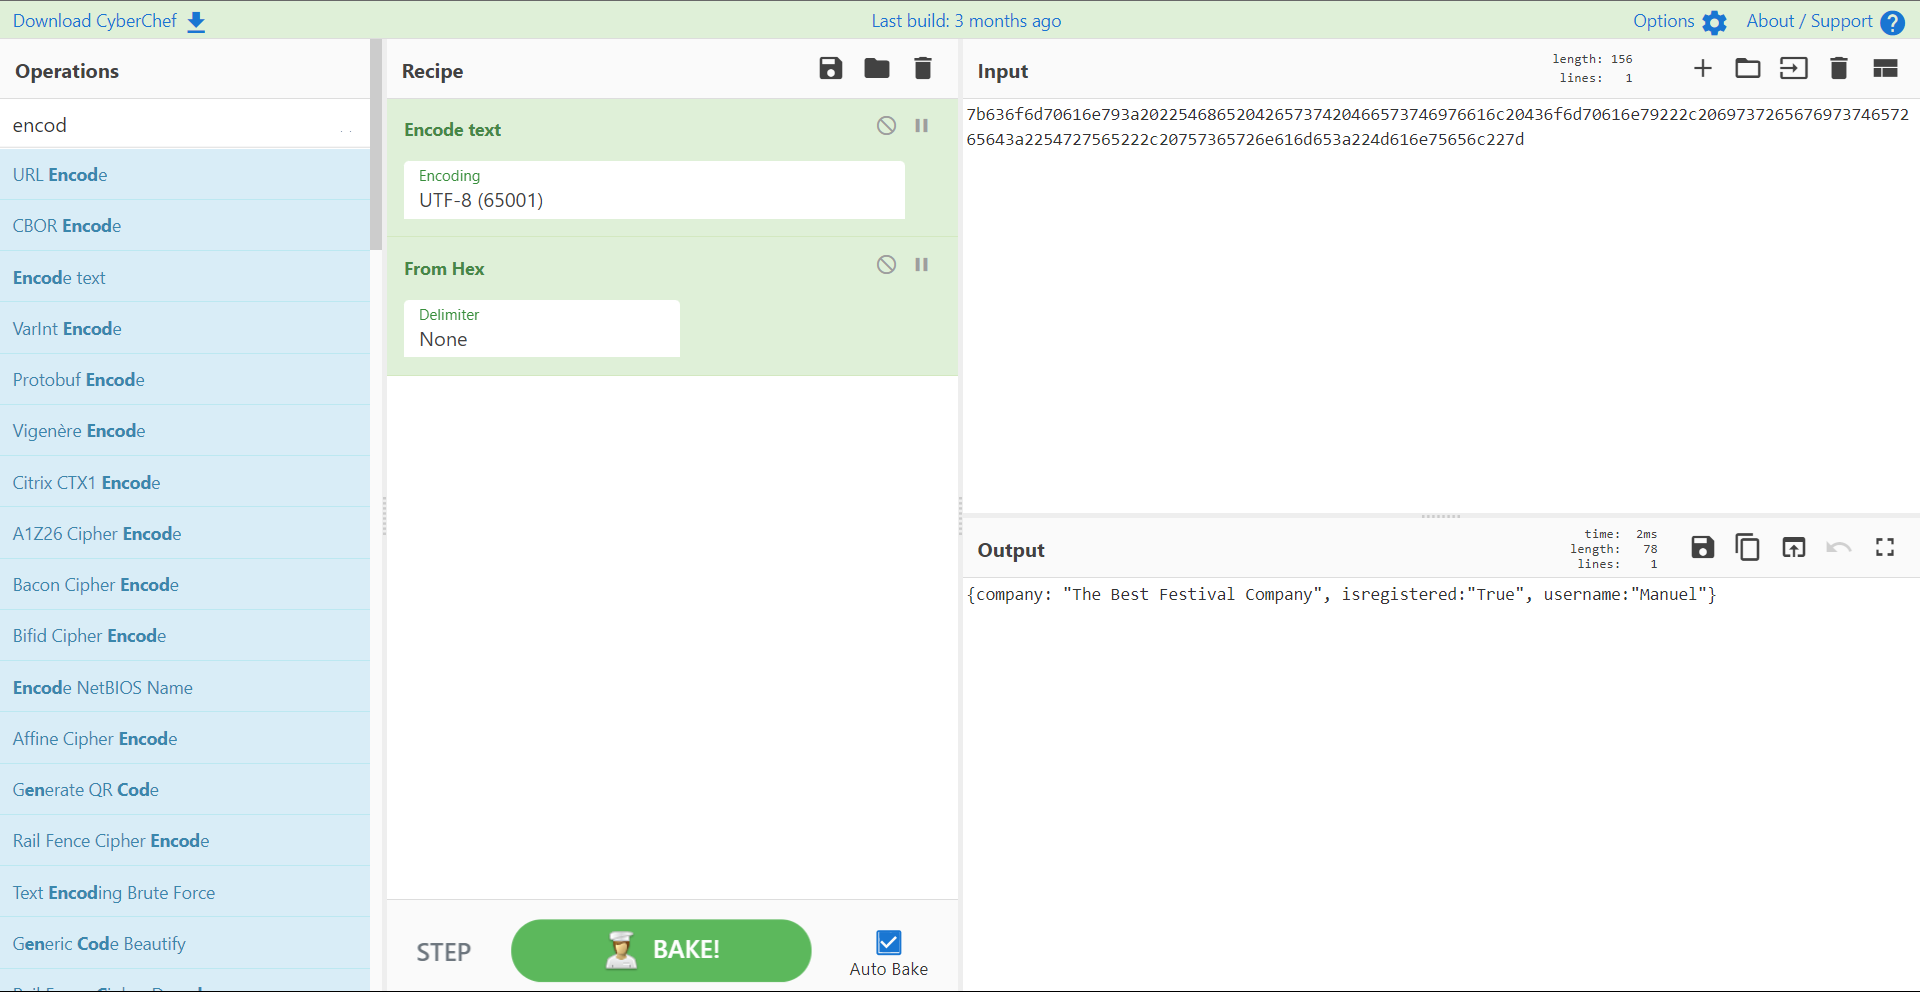 Download CyberChef
Last build: 3 months ago
Options
About / Support
Operations
encod
URL Encode
CBOR Encode
Encode text
VarInt Encode
Protobuf Encode
Vigenère Encode
Citrix CTX1 Encode
A1Z26 Cipher Encode
Bacon Cipher Encode
Bifid Cipher Encode
Encode NetBIOS Name
Affine Cipher Encode
Generate QR Code
Rail Fence Cipher Encode
Text Encoding Brute Force
Generic Code Beautify
Recipe
Encode text
Encoding
UTF-8 (65001)
From Hex
Delimiter
None
STEP
BAKE!
Auto Bake
Input
length: 156
lines: 1
7b636f6d70616e793a2022546865204265737420466573746976616c20436f6d70616e79222c2069737265676973746572
65643a2254727565222c20757365726e616d653a224d616e75656c227d
Output
time: 2ms
length: 78
lines: 1
{company: "The Best Festival Company", isregistered:"True", username:"Manuel"}